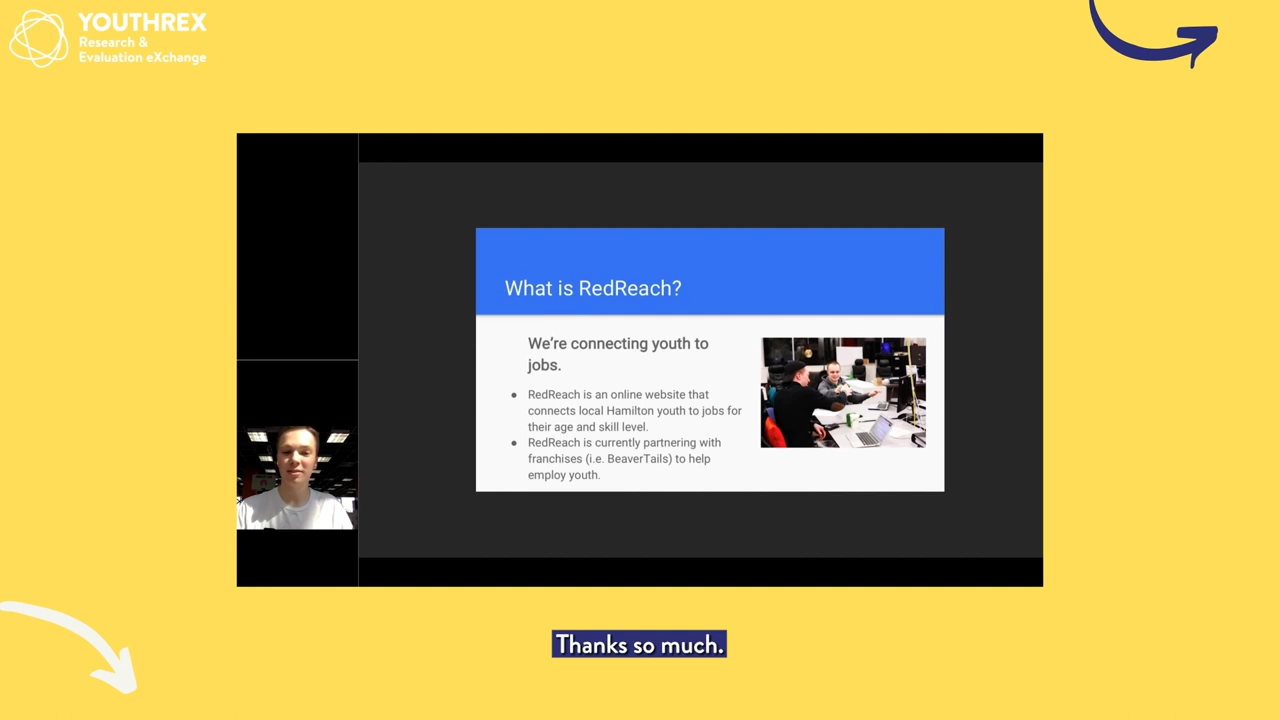 YOUTHREX
Research &
Evaluation eXchange
What is RedReach?
We're connecting youth to
jobs.
● RedReach is an online website that
connects local Hamilton youth to jobs for
their age and skill level.
● RedReach is currently partnering with
franchises (i.e. BeaverTails) to help
employ youth.
Thanks so much.